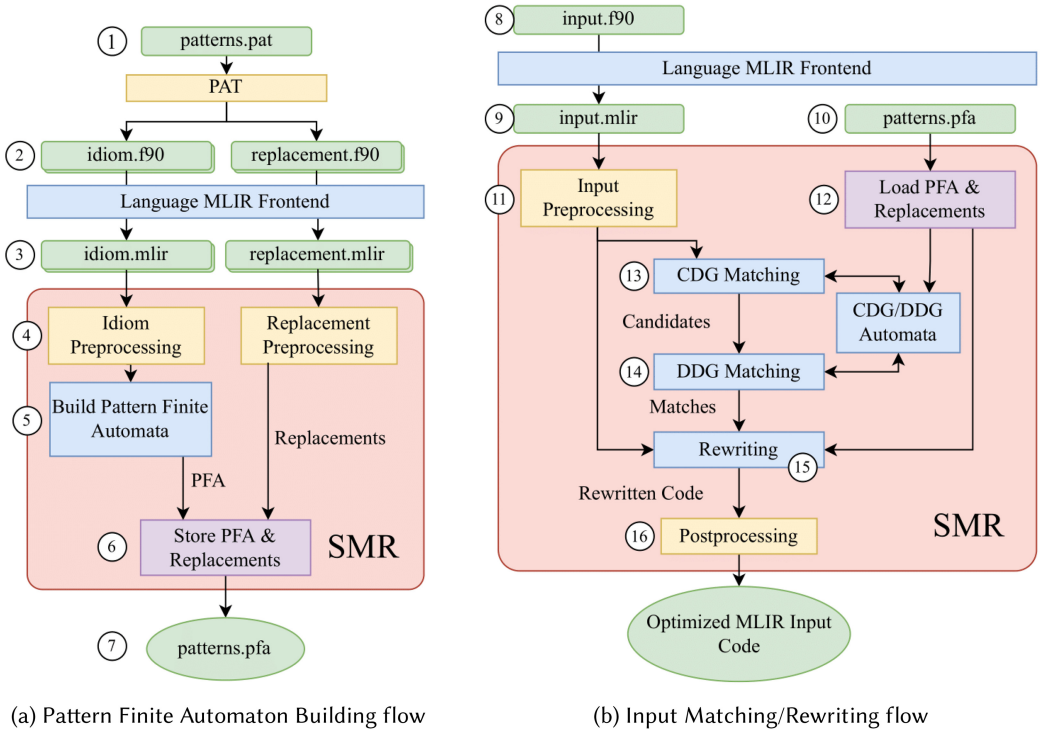 1
patterns.pat
PAT
2
idiom.f90
replacement.f90
Language MLIR Frontend
3
idiom.mlir
replacement.mlir
4
Idiom
Preprocessing
Replacement
Preprocessing
5
Build Pattern Finite
Automata
Replacements
PFA
6
Store PFA &
Replacements
SMR
7
patterns.pfa
(a) Pattern Finite Automaton Building flow
8
input.f90
Language MLIR Frontend
9
input.mlir
10
patterns.pfa
11
Input
Preprocessing
12
Load PFA &
Replacements
13
CDG Matching
CDG/DDG
Automata
Candidates
14
DDG Matching
Matches
Rewriting
15
Rewritten Code
16
Postprocessing
SMR
Optimized MLIR Input
Code
(b) Input Matching/Rewriting flow